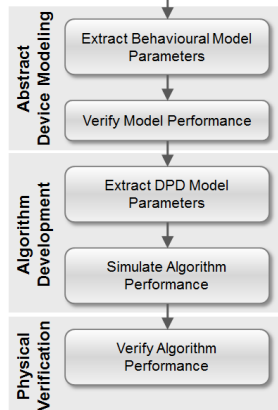 Abstract
Device Modeling
Extract Behavioural Model
Parameters
Verify Model Performance
Algorithm
Development
Extract DPD Model
Parameters
Simulate Algorithm
Performance
Physical
Verification
Verify Algorithm
Performance